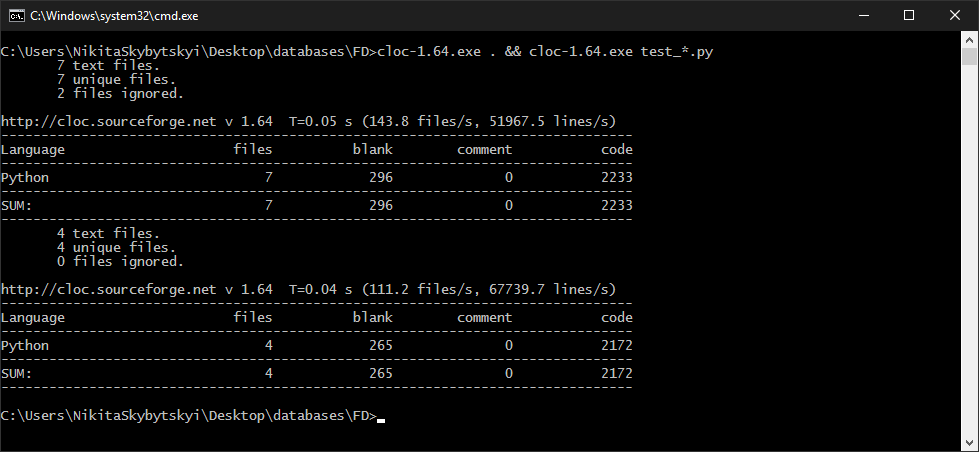 C:\Windows\system32\cmd.exe
C:\Users\NikitaSkybytskyi\Desktop\databases\FD>cloc-1.64.exe . && cloc-1.64.exe test_*.py
7 text files.
7 unique files.
2 files ignored.
http://cloc.sourceforge.net v 1.64  T=0.05 s (143.8 files/s, 51967.5 lines/s)
-------------------------------------------------------------------------------
Language                     files          blank        comment           code
-------------------------------------------------------------------------------
Python                           7            296              0           2233
-------------------------------------------------------------------------------
SUM:                             7            296              0           2233
-------------------------------------------------------------------------------
4 text files.
4 unique files.
0 files ignored.
http://cloc.sourceforge.net v 1.64  T=0.04 s (111.2 files/s, 67739.7 lines/s)
-------------------------------------------------------------------------------
Language                     files          blank        comment           code
-------------------------------------------------------------------------------
Python                           4            265              0           2172
-------------------------------------------------------------------------------
SUM:                             4            265              0           2172
-------------------------------------------------------------------------------
C:\Users\NikitaSkybytskyi\Desktop\databases\FD>